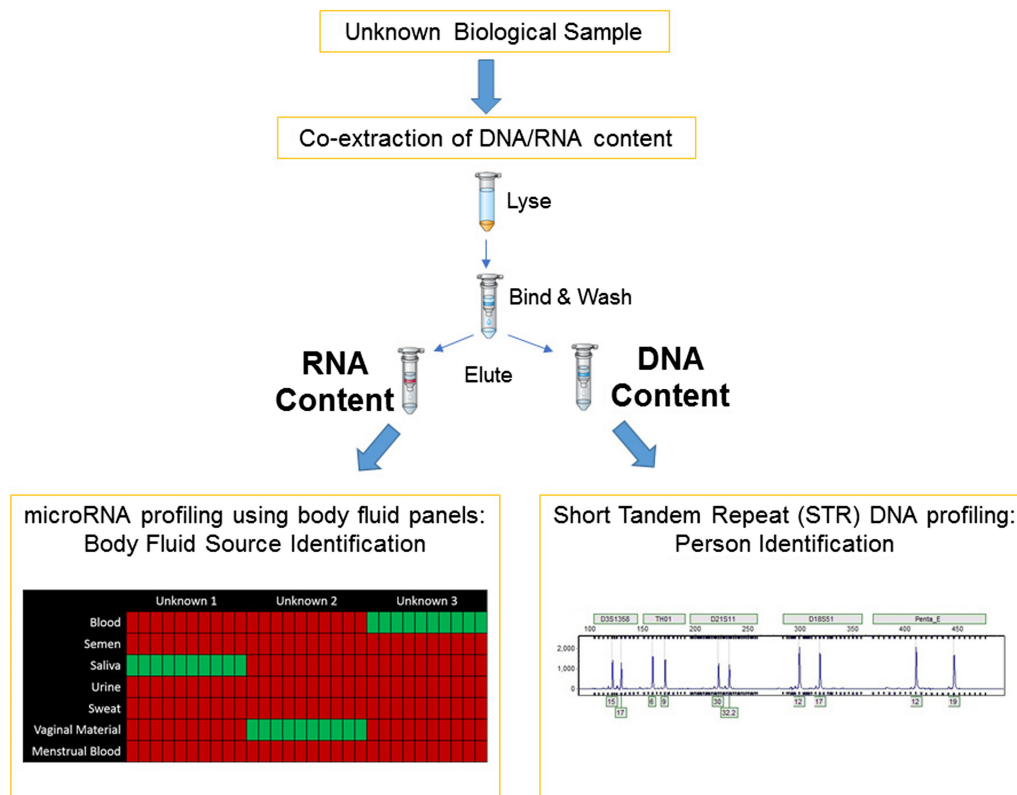 Unknown Biological Sample
Co-extraction of DNA/RNA content
Lyse
Bind & Wash
RNA
Content
Elute
DNA
Content
microRNA profiling using body fluid panels:
Body Fluid Source Identification
Unknown 1 Unknown 2 Unknown 3
Blood
Semen
Saliva
Urine
Sweat
Vaginal Material
Menstrual Blood
Short Tandem Repeat (STR) DNA profiling:
Person Identification
D3S1358 TH01 D21S11 D18S51 Penta_E
100 150 200 250 300 350 400 450
2,000
1,000
0
15 6 9 30 12 17 12 19
17 32.2